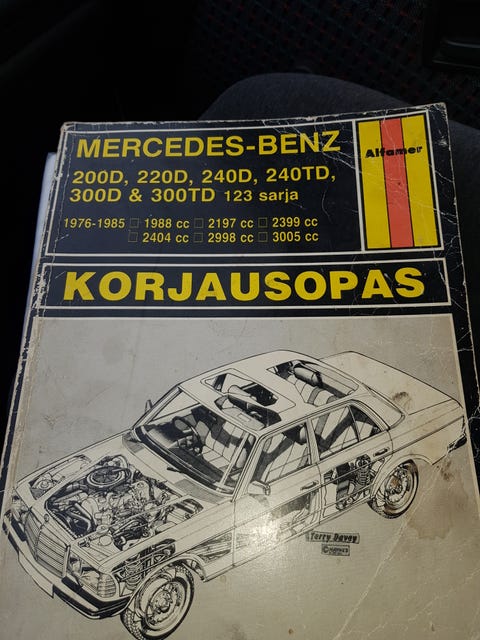 MERCEDES-BENZ
200D, 220D, 240D, 240TD,
300D & 300TD 123 sarja
1976-1985 □ 1988 cc □ 2197 cc □ 2399 cc
□ 2404 cc □ 2998 cc □ 3005 cc
Alfamer
KORJAUSOPAS
Terry Davey
© HAYNES